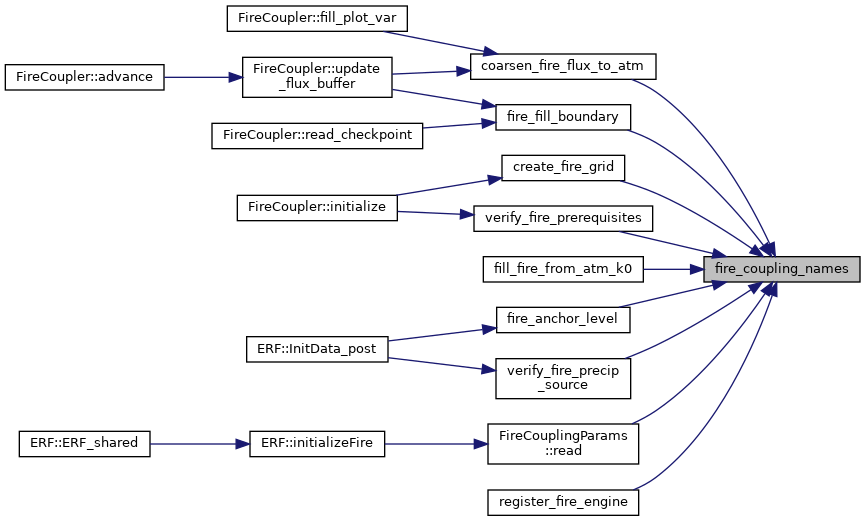 FireCoupler::fill_plot_var
FireCoupler::advance
FireCoupler::update
_flux_buffer
coarsen_fire_flux_to_atm
fire_fill_boundary
FireCoupler::read_checkpoint
create_fire_grid
FireCoupler::initialize
verify_fire_prerequisites
fill_fire_from_atm_k0
fire_coupling_names
fire_anchor_level
ERF::InitData_post
verify_fire_precip
_source
ERF::ERF_shared
ERF::initializeFire
FireCouplingParams
::read
register_fire_engine